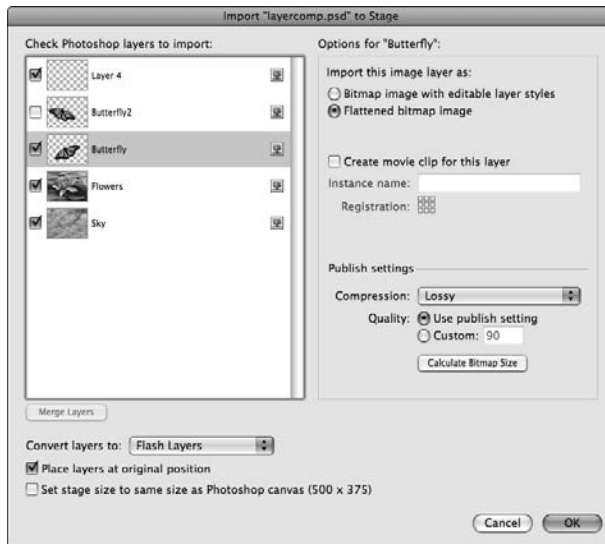 Import "layercomp.psd" to Stage
Check Photoshop layers to import:
Layer 4
Butterfly2
Butterfly
Flowers
Sky
Merge Layers
Convert layers to: Flash Layers
Place layers at original position
Set stage size to same size as Photoshop canvas (500 x 375)
Options for "Butterfly":
Import this image layer as:
Bitmap image with editable layer styles
Flattened bitmap image
Create movie clip for this layer
Instance name:
Registration:
Publish settings
Compression: Lossy
Quality: Use publish setting
Custom: 90
Calculate Bitmap Size
Cancel OK